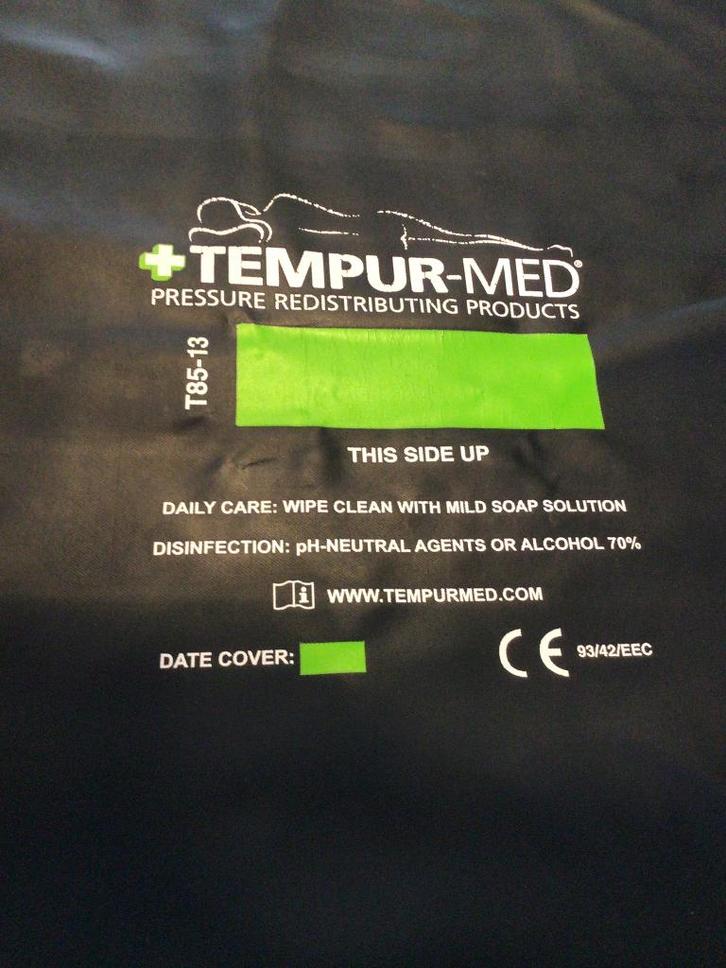 TEMPUR-MED®
PRESSURE REDISTRIBUTING PRODUCTS
T85-13
THIS SIDE UP
DAILY CARE: WIPE CLEAN WITH MILD SOAP SOLUTION
DISINFECTION: pH-NEUTRAL AGENTS OR ALCOHOL 70%
i WWW.TEMPURMED.COM
DATE COVER:
CE 93/42/EEC